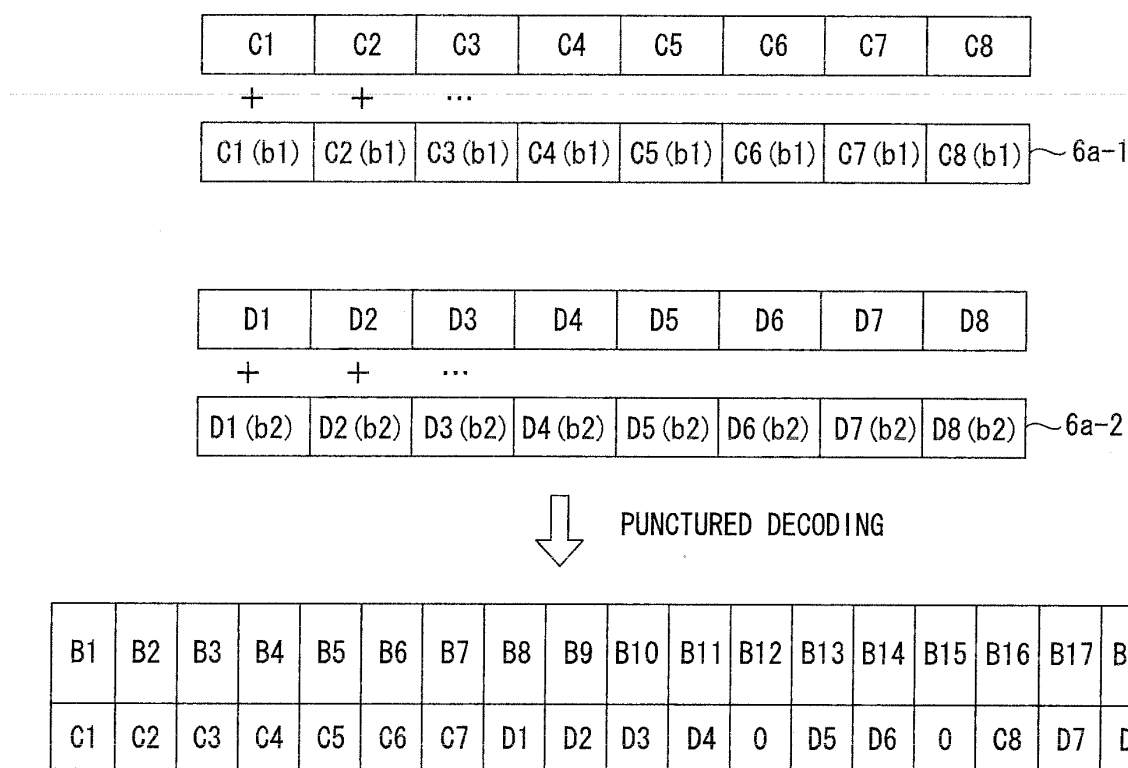 C1 C2 C3 C4 C5 C6 C7 C8
+ + ...
C1(b1) C2(b1) C3(b1) C4(b1) C5(b1) C6(b1) C7(b1) C8(b1) 6a-1
D1 D2 D3 D4 D5 D6 D7 D8
+ + ...
D1(b2) D2(b2) D3(b2) D4(b2) D5(b2) D6(b2) D7(b2) D8(b2) 6a-2
PUNCTURED DECODING
B1 B2 B3 B4 B5 B6 B7 B8 B9 B10 B11 B12 B13 B14 B15 B16 B17
C1 C2 C3 C4 C5 C6 C7 D1 D2 D3 D4 0 D5 D6 0 C8 D7